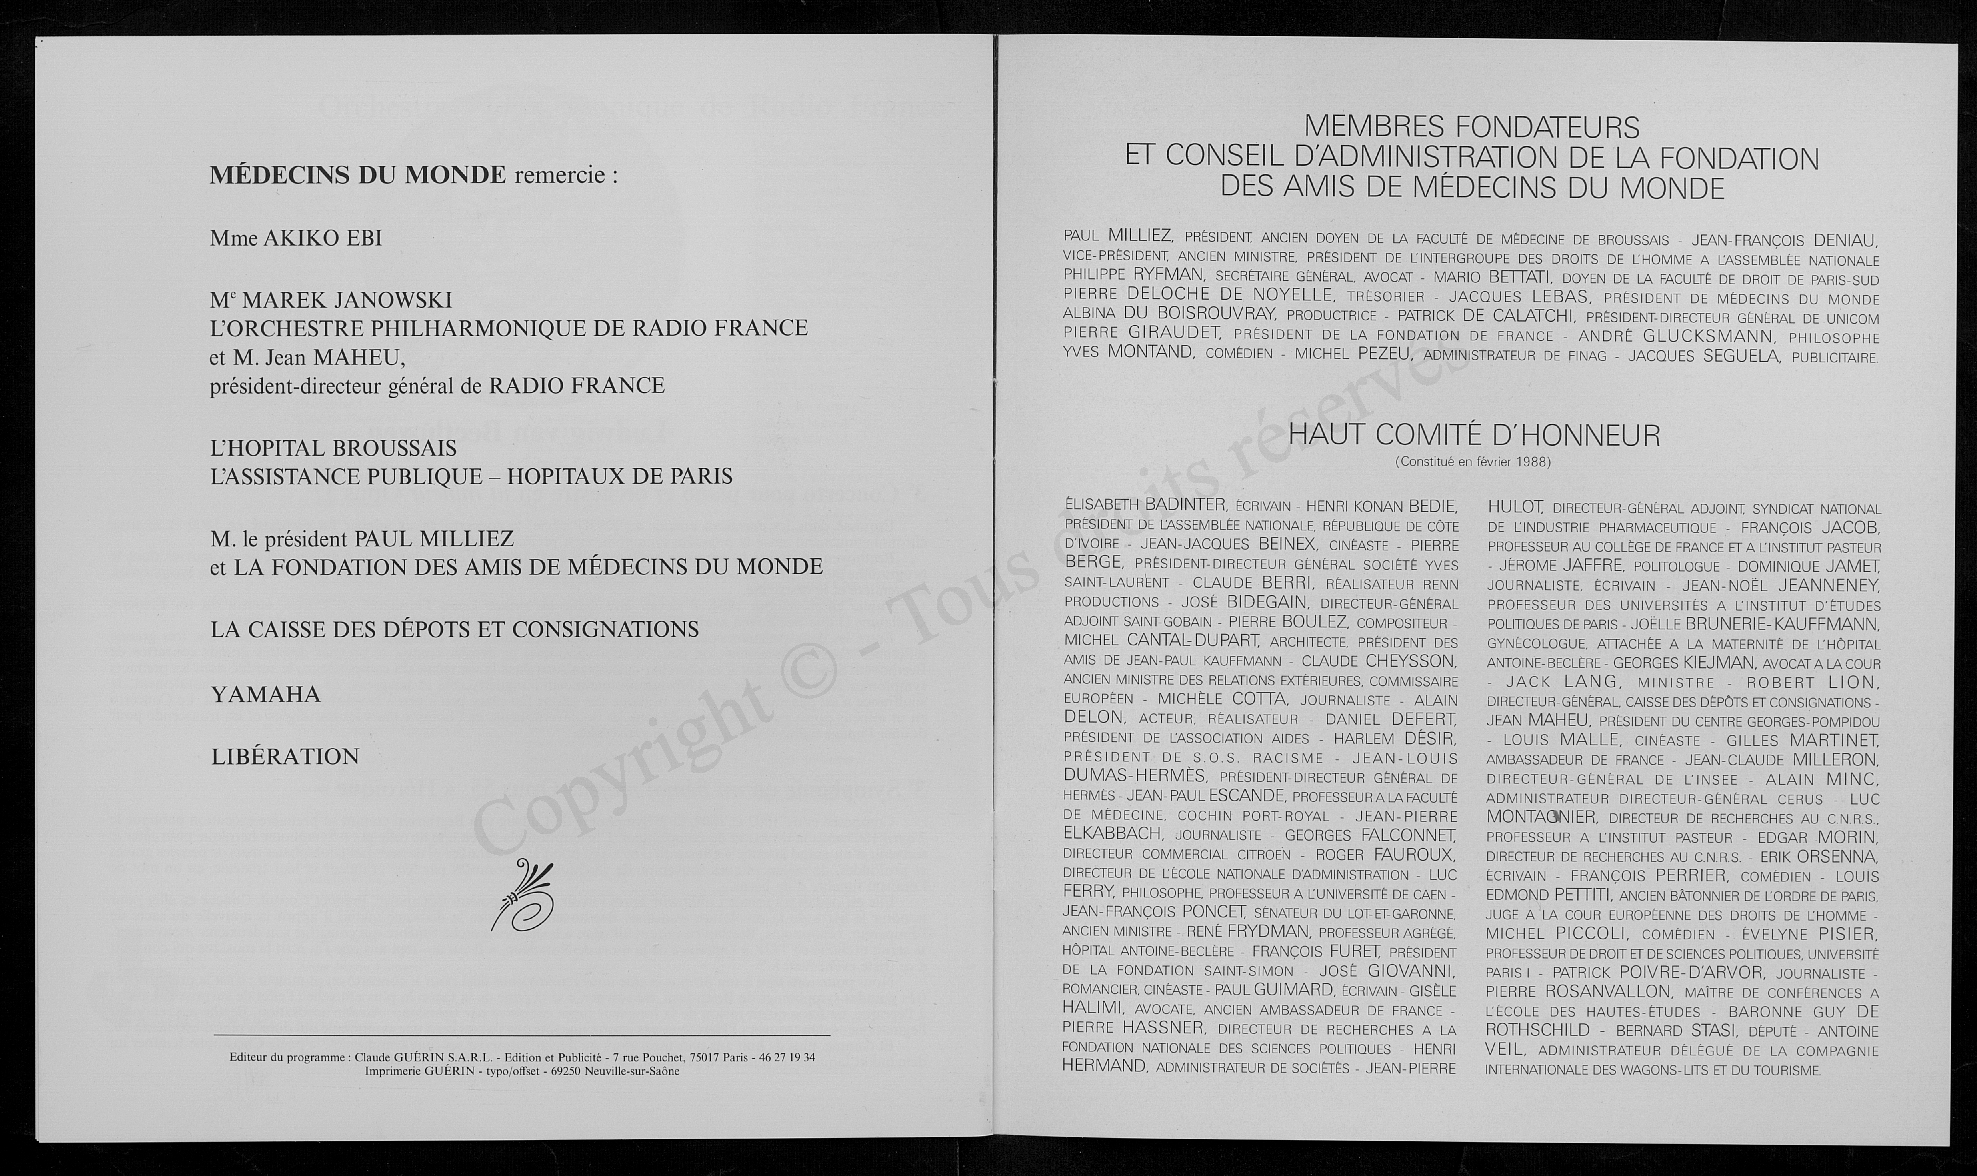 MÉDECINS DU MONDE remercie :
Mme AKIKO EBI
Me MAREK JANOWSKI
L'ORCHESTRE PHILHARMONIQUE DE RADIO FRANCE
et M. Jean MAHEU,
président-directeur général de RADIO FRANCE
L'HOPITAL BROUSSAIS
L'ASSISTANCE PUBLIQUE – HOPITAUX DE PARIS
M. le président PAUL MILLIEZ
et LA FONDATION DES AMIS DE MÉDECINS DU MONDE
LA CAISSE DES DÉPOTS ET CONSIGNATIONS
YAMAHA
LIBÉRATION
Editeur du programme : Claude GUÉRIN S.A.R.L. - Edition et Publicité - 7 rue Pouchet, 75017 Paris - 46 27 19 34
Imprimerie GUÉRIN - typo/offset - 69250 Neuville-sur-Saône
MEMBRES FONDATEURS
ET CONSEIL D'ADMINISTRATION DE LA FONDATION
DES AMIS DE MÉDECINS DU MONDE
PAUL MILLIEZ, PRÉSIDENT, ANCIEN DOYEN DE LA FACULTÉ DE MÉDECINE DE BROUSSAIS - JEAN-FRANÇOIS DENIAU,
VICE-PRÉSIDENT, ANCIEN MINISTRE, PRÉSIDENT DE L'INTERGROUPE DES DROITS DE L'HOMME A L'ASSEMBLÉE NATIONALE
PHILIPPE RYFMAN, SECRÉTAIRE GÉNÉRAL, AVOCAT - MARIO BETTATI, DOYEN DE LA FACULTÉ DE DROIT DE PARIS-SUD
PIERRE DELOCHE DE NOYELLE, TRÉSORIER - JACQUES LEBAS, PRÉSIDENT DE MÉDECINS DU MONDE
ALBINA DU BOISROUVRAY, PRODUCTRICE - PATRICK DE CALATCHI, PRÉSIDENT-DIRECTEUR GÉNÉRAL DE UNICOM
PIERRE GIRAUDET, PRÉSIDENT DE LA FONDATION DE FRANCE - ANDRÉ GLUCKSMANN, PHILOSOPHE
YVES MONTAND, COMÉDIEN - MICHEL PEZEU, ADMINISTRATEUR DE FINAG - JACQUES SEGUELA, PUBLICITAIRE.
HAUT COMITÉ D'HONNEUR
(Constitué en février 1988)
ÉLISABETH BADINTER, ÉCRIVAIN - HENRI KONAN BEDIE,
PRÉSIDENT DE L'ASSEMBLÉE NATIONALE, RÉPUBLIQUE DE CÔTE
D'IVOIRE - JEAN-JACQUES BEINEX, CINÉASTE - PIERRE
BERGE, PRÉSIDENT-DIRECTEUR GÉNÉRAL SOCIÉTÉ YVES
SAINT-LAURENT - CLAUDE BERRI, RÉALISATEUR RENN
PRODUCTIONS - JOSÉ BIDEGAIN, DIRECTEUR-GÉNÉRAL
ADJOINT SAINT-GOBAIN - PIERRE BOULEZ, COMPOSITEUR -
MICHEL CANTAL-DUPART, ARCHITECTE, PRÉSIDENT DES
AMIS DE JEAN-PAUL KAUFFMANN - CLAUDE CHEYSSON,
ANCIEN MINISTRE DES RELATIONS EXTÉRIEURES, COMMISSAIRE
EUROPÉEN - MICHÈLE COTTA, JOURNALISTE - ALAIN
DELON, ACTEUR, RÉALISATEUR - DANIEL DEFERT,
PRÉSIDENT DE L'ASSOCIATION AIDES - HARLEM DÉSIR,
PRÉSIDENT DE S.O.S. RACISME - JEAN-LOUIS
DUMAS-HERMÈS, PRÉSIDENT-DIRECTEUR GÉNÉRAL DE
HERMÈS - JEAN-PAUL ESCANDE, PROFESSEUR A LA FACULTÉ
DE MÉDECINE, COCHIN PORT-ROYAL - JEAN-PIERRE
ELKABBACH, JOURNALISTE - GEORGES FALCONNET,
DIRECTEUR COMMERCIAL CITROEN - ROGER FAUROUX,
DIRECTEUR DE L'ÉCOLE NATIONALE D'ADMINISTRATION - LUC
FERRY, PHILOSOPHE, PROFESSEUR A L'UNIVERSITÉ DE CAEN -
JEAN-FRANÇOIS PONCET, SÉNATEUR DU LOT-ET-GARONNE,
ANCIEN MINISTRE - RENÉ FRYDMAN, PROFESSEUR AGRÉGÉ,
HÔPITAL ANTOINE-BECLÈRE - FRANÇOIS FURET, PRÉSIDENT
DE LA FONDATION SAINT-SIMON - JOSÉ GIOVANNI,
ROMANCIER, CINÉASTE - PAUL GUIMARD, ÉCRIVAIN - GISÈLE
HALIMI, AVOCATE, ANCIEN AMBASSADEUR DE FRANCE -
PIERRE HASSNER, DIRECTEUR DE RECHERCHES A LA
FONDATION NATIONALE DES SCIENCES POLITIQUES - HENRI
HERMAND, ADMINISTRATEUR DE SOCIÉTÉS - JEAN-PIERRE
HULOT, DIRECTEUR-GÉNÉRAL ADJOINT, SYNDICAT NATIONAL
DE L'INDUSTRIE PHARMACEUTIQUE - FRANÇOIS JACOB,
PROFESSEUR AU COLLÈGE DE FRANCE ET A L'INSTITUT PASTEUR
- JÉROME JAFFRE, POLITOLOGUE - DOMINIQUE JAMET,
JOURNALISTE, ÉCRIVAIN - JEAN-NOËL JEANNENEY,
PROFESSEUR DES UNIVERSITÉS A L'INSTITUT D'ÉTUDES
POLITIQUES DE PARIS - JOËLLE BRUNERIE-KAUFFMANN,
GYNÉCOLOGUE, ATTACHÉE A LA MATERNITÉ DE L'HÔPITAL
ANTOINE-BECLÈRE - GEORGES KIEJMAN, AVOCAT A LA COUR
- JACK LANG, MINISTRE - ROBERT LION,
DIRECTEUR-GÉNÉRAL, CAISSE DES DÉPÔTS ET CONSIGNATIONS -
JEAN MAHEU, PRÉSIDENT DU CENTRE GEORGES-POMPIDOU
- LOUIS MALLE, CINÉASTE - GILLES MARTINET,
AMBASSADEUR DE FRANCE - JEAN-CLAUDE MILLERON,
DIRECTEUR-GÉNÉRAL DE L'INSEE - ALAIN MINC,
ADMINISTRATEUR DIRECTEUR-GÉNÉRAL CERUS - LUC
MONTAGNIER, DIRECTEUR DE RECHERCHES AU C.N.R.S.,
PROFESSEUR A L'INSTITUT PASTEUR - EDGAR MORIN,
DIRECTEUR DE RECHERCHES AU C.N.R.S. - ERIK ORSENNA,
ÉCRIVAIN - FRANÇOIS PERRIER, COMÉDIEN - LOUIS
EDMOND PETTITI, ANCIEN BÂTONNIER DE L'ORDRE DE PARIS,
JUGE A LA COUR EUROPÉENNE DES DROITS DE L'HOMME -
MICHEL PICCOLI, COMÉDIEN - ÉVELYNE PISIER,
PROFESSEUR DE DROIT ET DE SCIENCES POLITIQUES, UNIVERSITÉ
PARIS I - PATRICK POIVRE-D'ARVOR, JOURNALISTE -
PIERRE ROSANVALLON, MAÎTRE DE CONFÉRENCES A
L'ÉCOLE DES HAUTES-ÉTUDES - BARONNE GUY DE
ROTHSCHILD - BERNARD STASI, DÉPUTÉ - ANTOINE
VEIL, ADMINISTRATEUR DÉLÉGUÉ DE LA COMPAGNIE
INTERNATIONALE DES WAGONS-LITS ET DU TOURISME.
Copyright © - Tous droits réservés